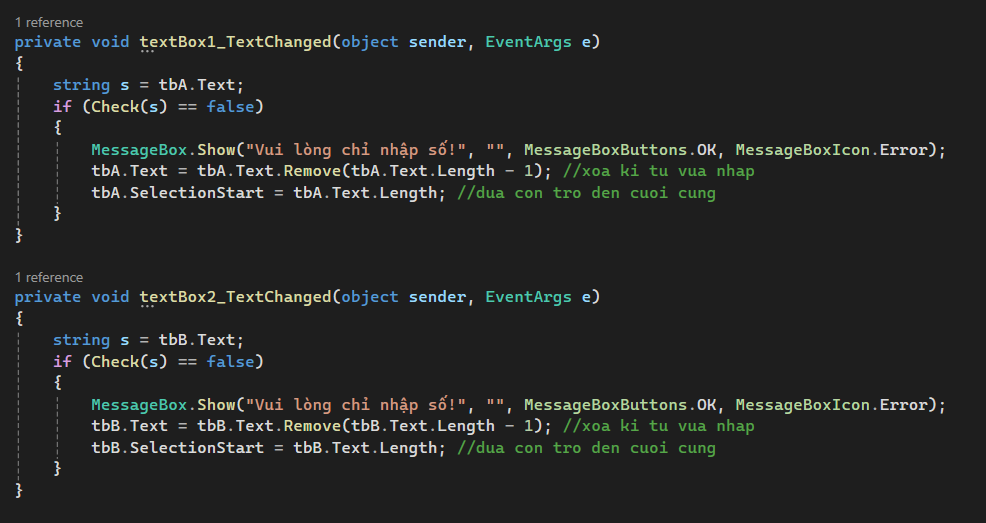 1 reference
private void textBox1_TextChanged(object sender, EventArgs e)
{
string s = tbA.Text;
if (Check(s) == false)
{
MessageBox.Show("Vui lòng chỉ nhập số!", "", MessageBoxButtons.OK, MessageBoxIcon.Error);
tbA.Text = tbA.Text.Remove(tbA.Text.Length - 1); //xoa ki tu vua nhap
tbA.SelectionStart = tbA.Text.Length; //dua con tro den cuoi cung
}
}
1 reference
private void textBox2_TextChanged(object sender, EventArgs e)
{
string s = tbB.Text;
if (Check(s) == false)
{
MessageBox.Show("Vui lòng chỉ nhập số!", "", MessageBoxButtons.OK, MessageBoxIcon.Error);
tbB.Text = tbB.Text.Remove(tbB.Text.Length - 1); //xoa ki tu vua nhap
tbB.SelectionStart = tbB.Text.Length; //dua con tro den cuoi cung
}
}